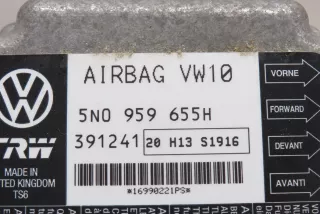 AIRBAG VW10
VORNE
5N0 959 655H
FORWARD
391241 20 H13 S1916
TRW
DEVANT
MADE IN
UNITED KINGDOM
TS6
*16990221PS*
AVANTI